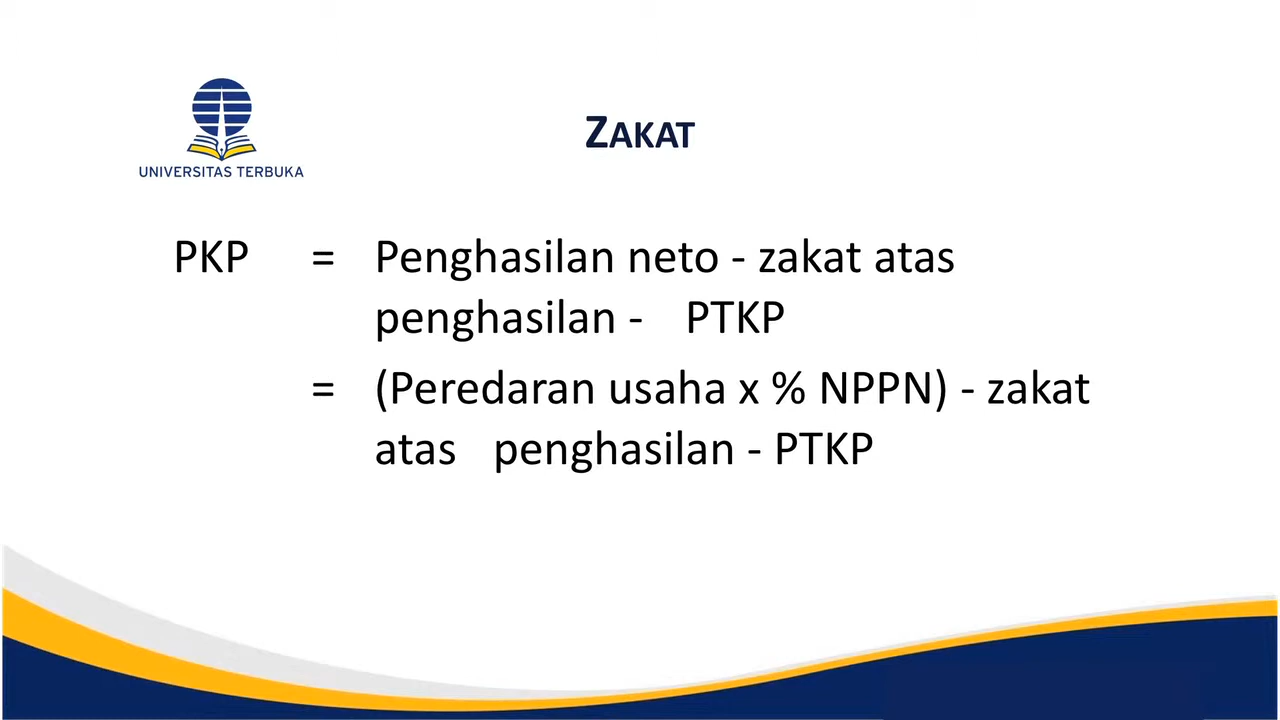 UNIVERSITAS TERBUKA
ZAKAT
PKP = Penghasilan neto - zakat atas
penghasilan - PTKP
= (Peredaran usaha x % NPPN) - zakat
atas penghasilan - PTKP